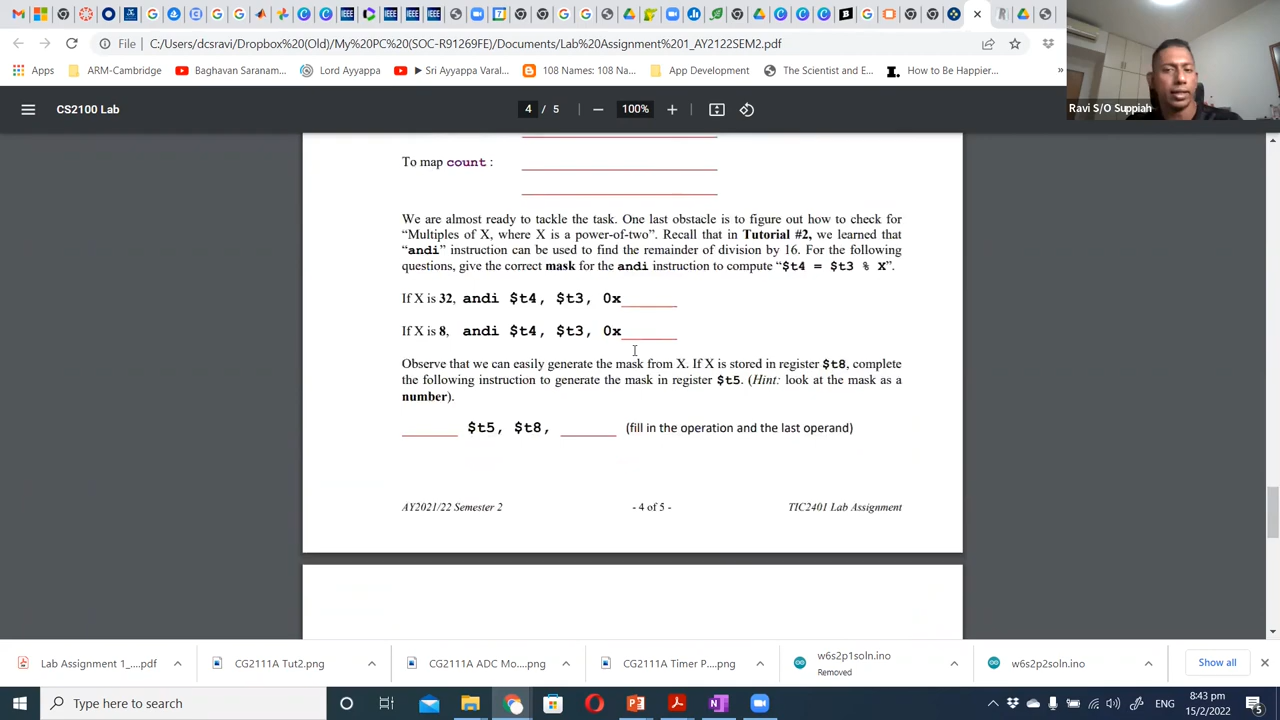 File
C:/Users/dcsravi/Dropbox%20(Old)/My%20PC%20(SOC-R91269FE)/Documents/Lab%20Assignment%201_AY2122SEM2.pdf
Apps
ARM-Cambridge
Baghavan Saranam...
Lord Ayyappa
Sri Ayyappa Varal...
108 Names: 108 Na...
App Development
The Scientist and E...
How to Be Happier...
»
Ravi S/O Suppiah
CS2100 Lab
4 / 5
100%
To map count :
We are almost ready to tackle the task. One last obstacle is to figure out how to check for
“Multiples of X, where X is a power-of-two”. Recall that in Tutorial #2, we learned that
“andi” instruction can be used to find the remainder of division by 16. For the following
questions, give the correct mask for the andi instruction to compute “$t4 = $t3 % X”.
If X is 32, andi $t4, $t3, 0x______
If X is 8, andi $t4, $t3, 0x______
Observe that we can easily generate the mask from X. If X is stored in register $t8, complete
the following instruction to generate the mask in register $t5. (Hint: look at the mask as a
number).
______ $t5, $t8, ______ (fill in the operation and the last operand)
AY2021/22 Semester 2
- 4 of 5 -
TIC2401 Lab Assignment
Lab Assignment 1_....pdf
CG2111A Tut2.png
CG2111A ADC Mo....png
CG2111A Timer P....png
w6s2p1soln.ino
Removed
w6s2p2soln.ino
Show all
Type here to search
ENG
8:43 pm
15/2/2022
5